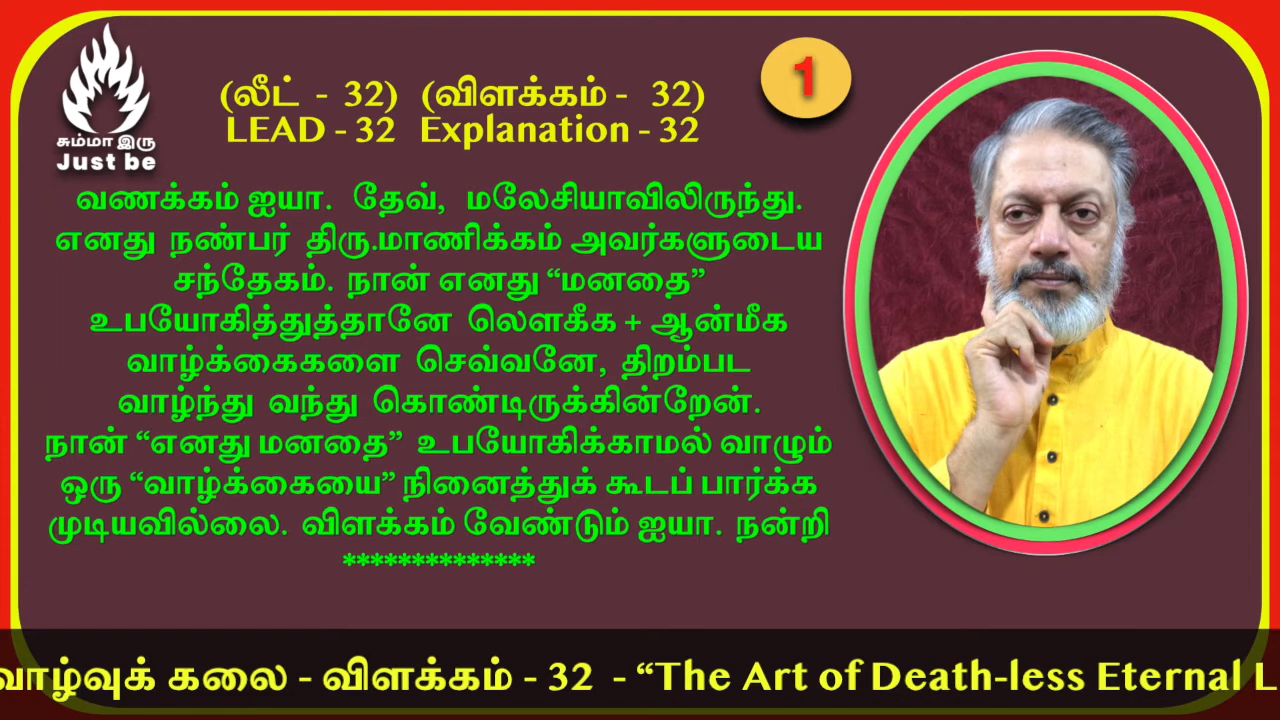 சும்மா இரு
Just be
(லீட் - 32) (விளக்கம் - 32)
LEAD - 32 Explanation - 32
1
வணக்கம் ஐயா. தேவ், மலேசியாவிலிருந்து.
எனது நண்பர் திரு.மாணிக்கம் அவர்களுடைய
சந்தேகம். நான் எனது “மனதை”
உபயோகித்துத்தானே லௌகீக + ஆன்மீக
வாழ்க்கைகளை செவ்வனே, திறம்பட
வாழ்ந்து வந்து கொண்டிருக்கின்றேன்.
நான் “எனது மனதை” உபயோகிக்காமல் வாழும்
ஒரு “வாழ்க்கையை” நினைத்துக் கூடப் பார்க்க
முடியவில்லை. விளக்கம் வேண்டும் ஐயா. நன்றி
**************
வாழ்வுக் கலை - விளக்கம் - 32 - “The Art of Death-less Eternal L